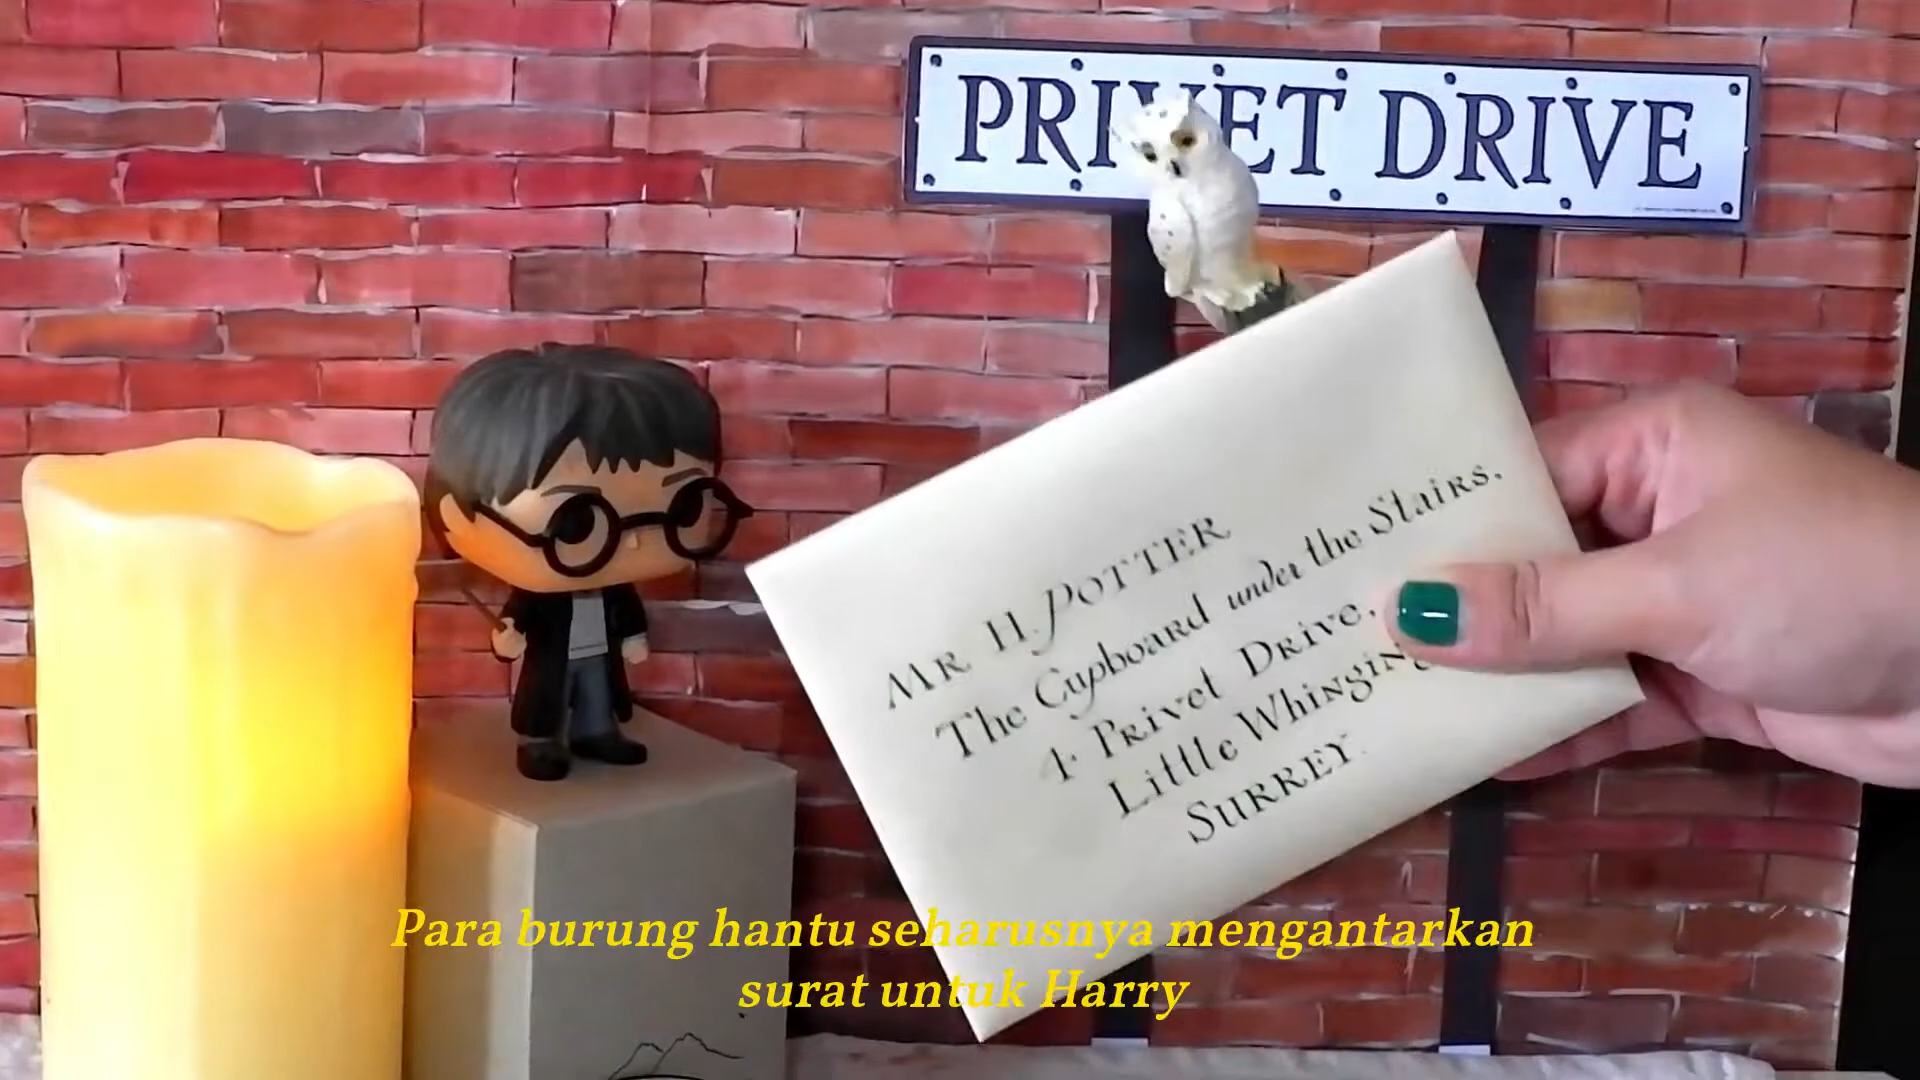 PRIVET DRIVE
MR. H. POTTER
The Cupboard under the Stairs,
4 Privet Drive,
Little Whinging
SURREY.
Para burung hantu seharusnya mengantarkan
surat untuk Harry